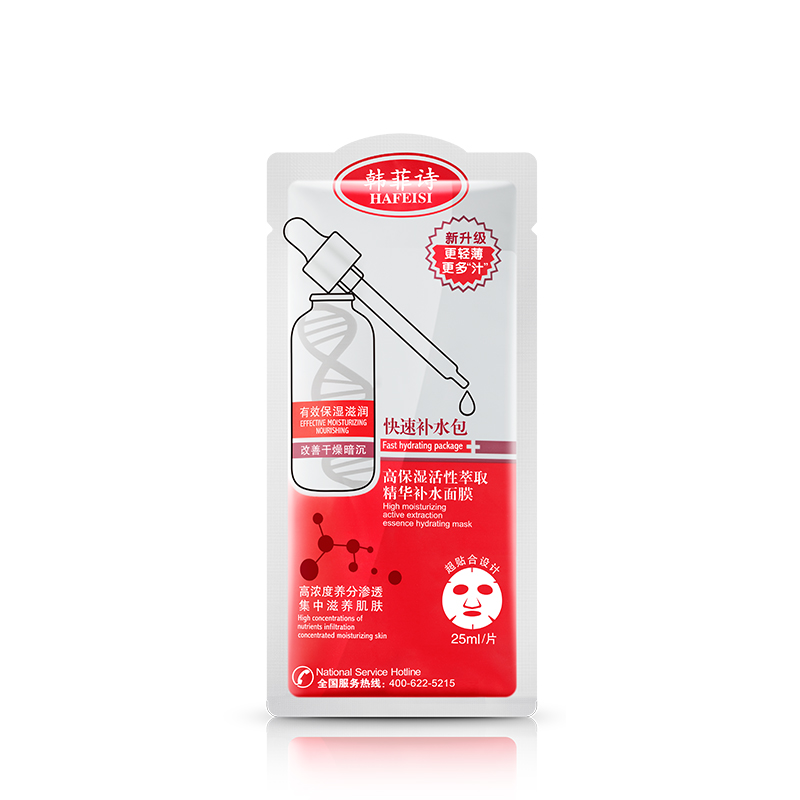 韩菲诗
HAFEISI
新升级
更轻薄
更多“汁”
有效保湿滋润
EFFECTIVE MOISTURIZING
NOURISHING
改善干燥暗沉
快速补水包
Fast hydrating package
高保湿活性萃取
精华补水面膜
High moisturizing
active extraction
essence hydrating mask
高浓度养分渗透
集中滋养肌肤
High concentrations of
nutrients infiltration
concentrated moisturizing skin
超贴合设计
25ml/片
National Service Hotline
全国服务热线：400-622-5215